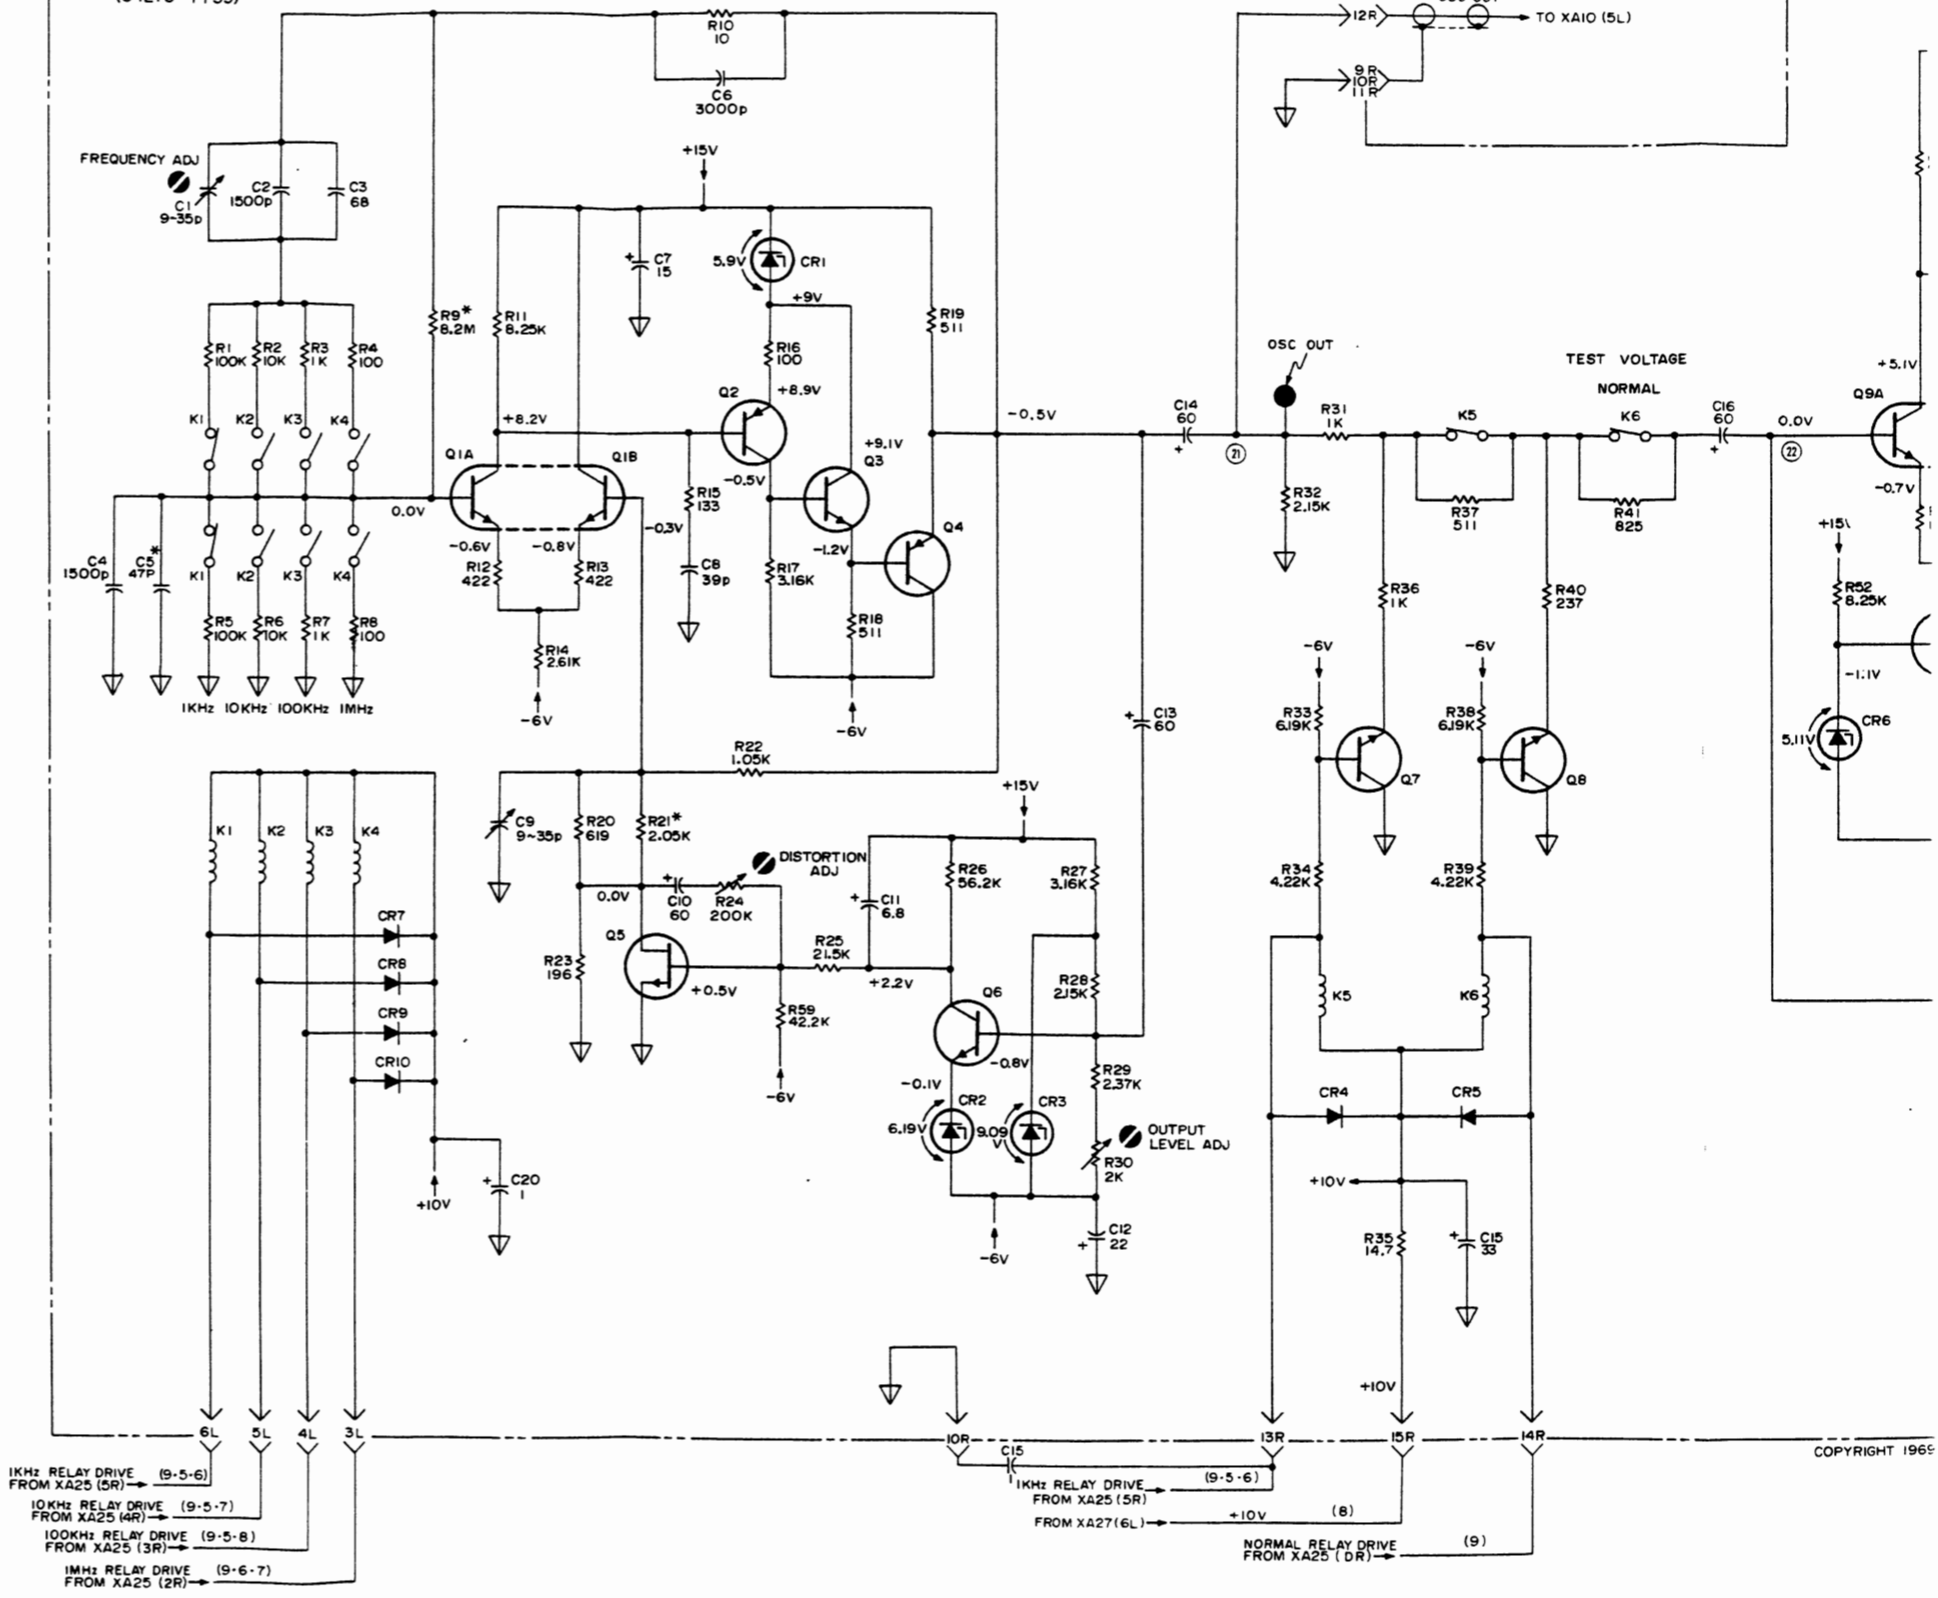 R10
10
C6
3000p
12R
TO XA10 (5L)
9R
10R
11R
FREQUENCY ADJ
C1
9-35p
C2
1500p
C3
68
+15V
C7
15
5.9V
CR1
+9V
R9*
8.2M
R11
8.25K
R19
511
R1
100K
R2
10K
R3
1K
R4
100
R16
100
+8.9V
Q2
+8.2V
K1
K2
K3
K4
Q1A
Q1B
+9.1V
Q3
-0.5V
-0.5V
C14
60
21
OSC OUT
R31
1K
TEST VOLTAGE
NORMAL
K5
K6
C16
60
0.0V
22
+5.1V
Q9A
-0.7V
R37
511
R41
825
R32
2.15K
0.0V
-0.3V
R15
133
Q4
-0.6V
-0.8V
-1.2V
C4
1500p
C5*
47P
K1
K2
K3
K4
R12
422
R13
422
C8
39p
R17
3.16K
R18
511
R5
100K
R6
10K
R7
1K
R8
100
R14
2.61K
-6V
-6V
1KHz 10KHz 100KHz 1MHz
R36
1K
R40
237
R52
8.25K
-1.1V
CR6
5.11V
-6V
-6V
R33
6.19K
R38
6.19K
Q7
Q8
C13
60
R22
1.05K
+15V
K1
K2
K3
K4
C9
9-35p
R20
619
R21*
2.05K
DISTORTION
ADJ
0.0V
C10
60
R24
200K
C11
6.8
R26
56.2K
R27
3.16K
R34
4.22K
R39
4.22K
CR7
CR8
CR9
CR10
Q5
R23
196
+0.5V
R25
21.5K
+2.2V
R59
42.2K
-6V
Q6
R28
2.15K
-0.8V
-0.1V
R29
2.37K
K5
K6
CR2
6.19V
CR3
9.09
V
OUTPUT
LEVEL ADJ
R30
2K
CR4
CR5
+10V
C20
1
-6V
C12
22
+10V
R35
14.7
C15
33
+10V
6L
5L
4L
3L
10R
13R
15R
14R
COPYRIGHT 1969
C15
1
1KHz RELAY DRIVE (9-5-6)
FROM XA25 (5R)
10KHz RELAY DRIVE (9-5-7)
FROM XA25 (4R)
100KHz RELAY DRIVE (9-5-8)
FROM XA25 (3R)
1MHz RELAY DRIVE (9-6-7)
FROM XA25 (2R)
1KHz RELAY DRIVE (9-5-6)
FROM XA25 (5R)
FROM XA27 (6L) +10V (8)
NORMAL RELAY DRIVE (9)
FROM XA25 (DR)